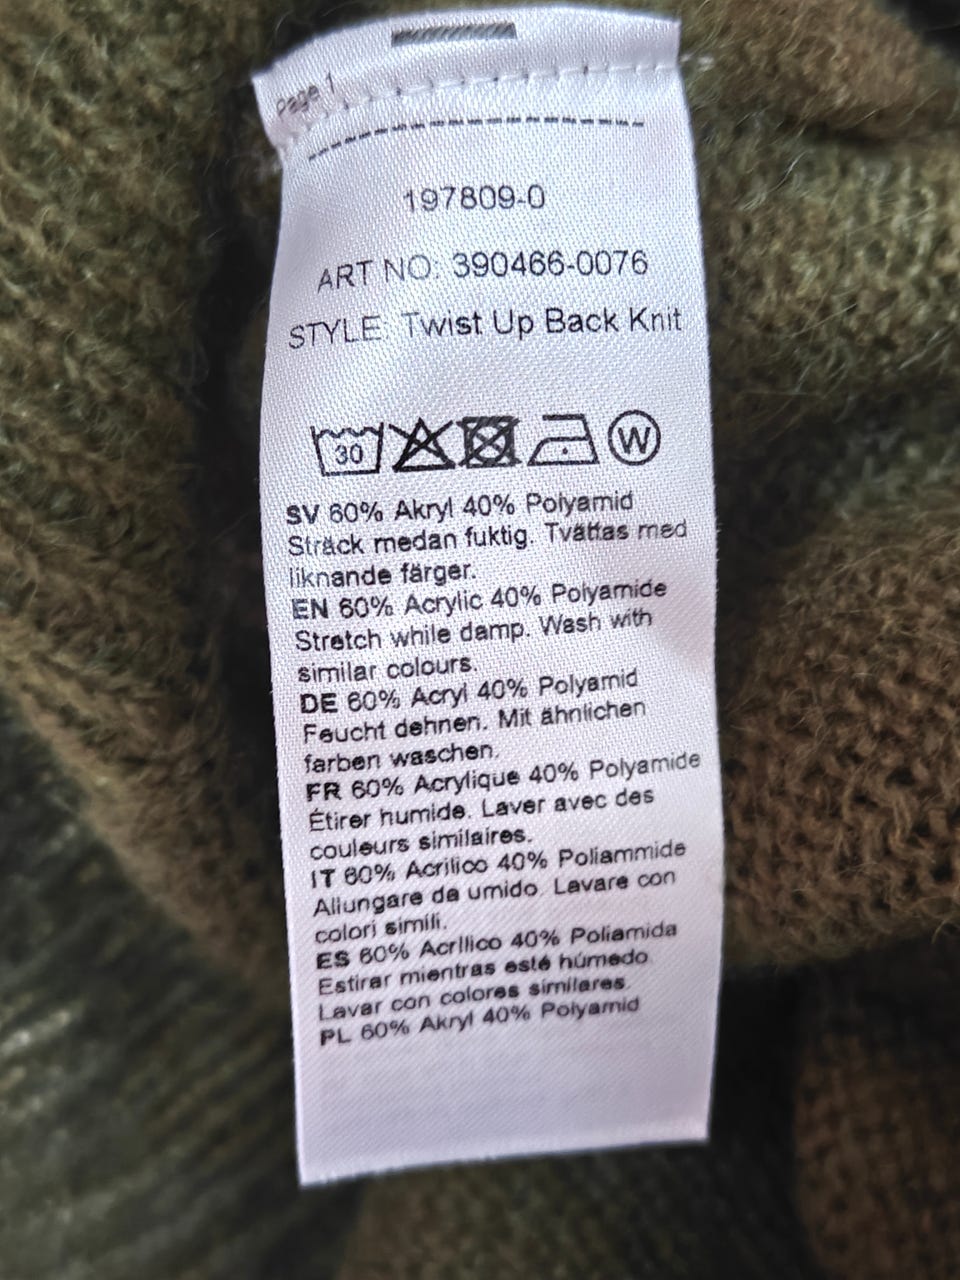 Page 1
197809-0
ART NO: 390466-0076
STYLE: Twist Up Back Knit
30 W
SV 60% Akryl 40% Polyamid
Sträck medan fuktig. Tvättas med
liknande färger.
EN 60% Acrylic 40% Polyamide
Stretch while damp. Wash with
similar colours.
DE 60% Acryl 40% Polyamid
Feucht dehnen. Mit ähnlichen
farben waschen.
FR 60% Acrylique 40% Polyamide
Étirer humide. Laver avec des
couleurs similaires.
IT 60% Acrilico 40% Poliammide
Allungare da umido. Lavare con
colori simili.
ES 60% Acrílico 40% Poliamida
Estirar mientras esté húmedo.
Lavar con colores similares.
PL 60% Akryl 40% Polyamid